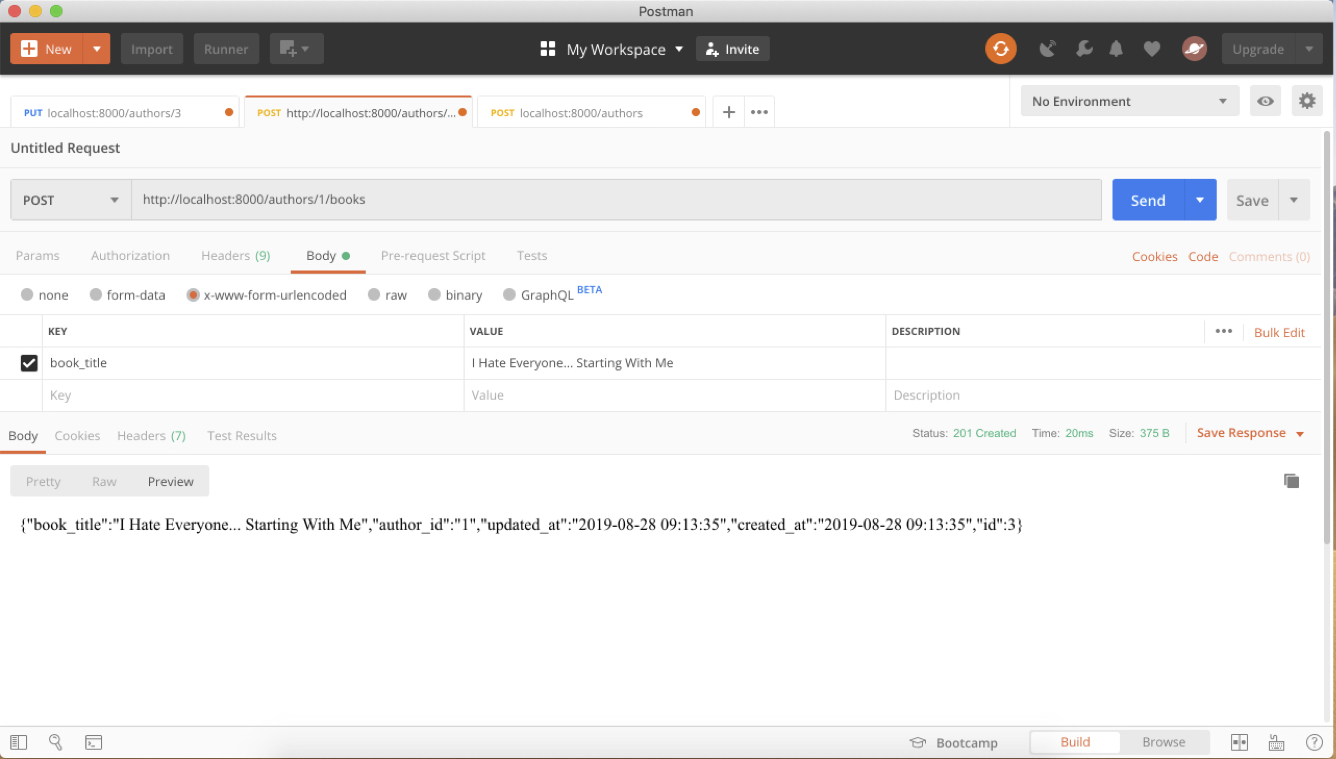 Postman
New Import Runner My Workspace Invite Upgrade
PUT localhost:8000/authors/3 POST http://localhost:8000/authors/... POST localhost:8000/authors + ••• No Environment
Untitled Request
POST http://localhost:8000/authors/1/books Send Save
Params Authorization Headers (9) Body Pre-request Script Tests Cookies Code Comments (0)
none form-data x-www-form-urlencoded raw binary GraphQL BETA
KEY VALUE DESCRIPTION ••• Bulk Edit
book_title I Hate Everyone... Starting With Me
Key Value Description
Body Cookies Headers (7) Test Results Status: 201 Created Time: 20ms Size: 375 B Save Response
Pretty Raw Preview
{"book_title":"I Hate Everyone... Starting With Me","author_id":"1","updated_at":"2019-08-28 09:13:35","created_at":"2019-08-28 09:13:35","id":3}
Bootcamp Build Browse ?